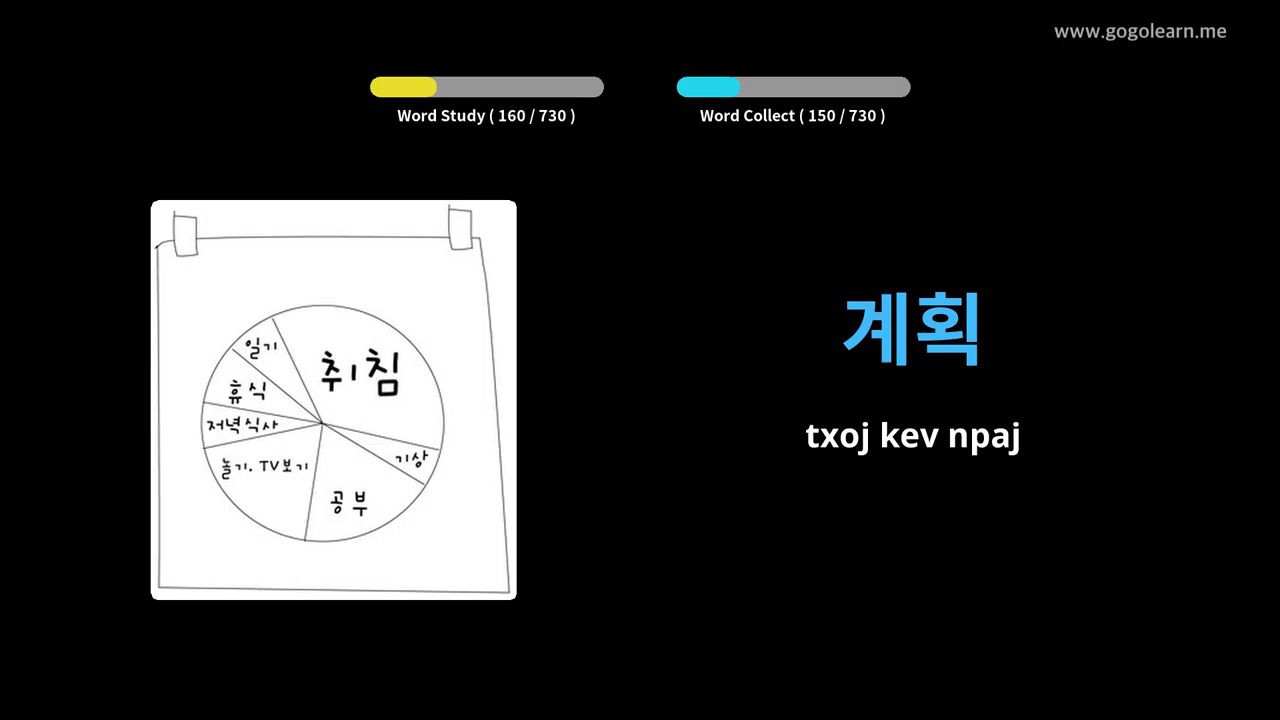 www.gogolearn.me
Word Study ( 160 / 730 )
Word Collect ( 150 / 730 )
일기
취침
휴식
저녁식사
놀기. TV보기
기상
공부
계획
txoj kev npaj